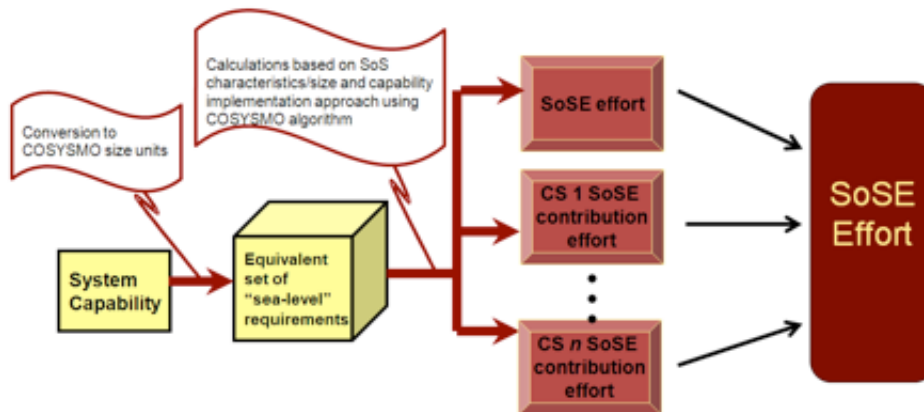 Conversion to
COSYSMO size units
Calculations based on SoS
characteristics/size and capability
implementation approach using
COSYSMO algorithm
System
Capability
Equivalent
set of
"sea-level"
requirements
SoSE effort
CS 1 SoSE
contribution
effort
CS n SoSE
contribution
effort
SoSE
Effort